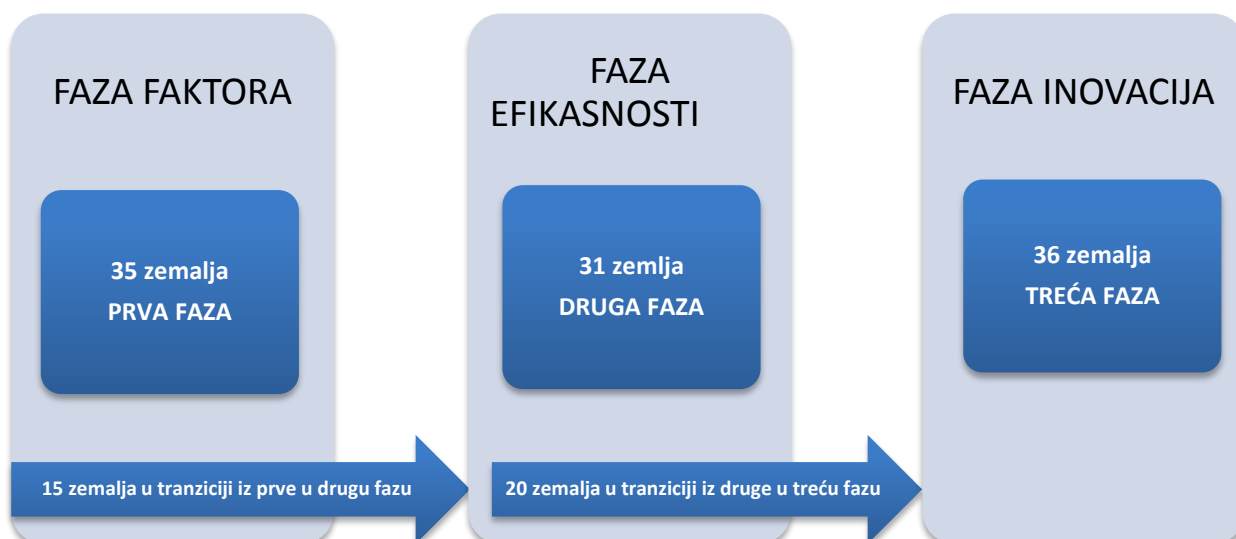 FAZA FAKTORA
35 zemalja
PRVA FAZA
15 zemalja u tranziciji iz prve u drugu fazu
FAZA
EFIKASNOSTI
31 zemlja
DRUGA FAZA
20 zemalja u tranziciji iz druge u treću fazu
FAZA INOVACIJA
36 zemalja
TREĆA FAZA